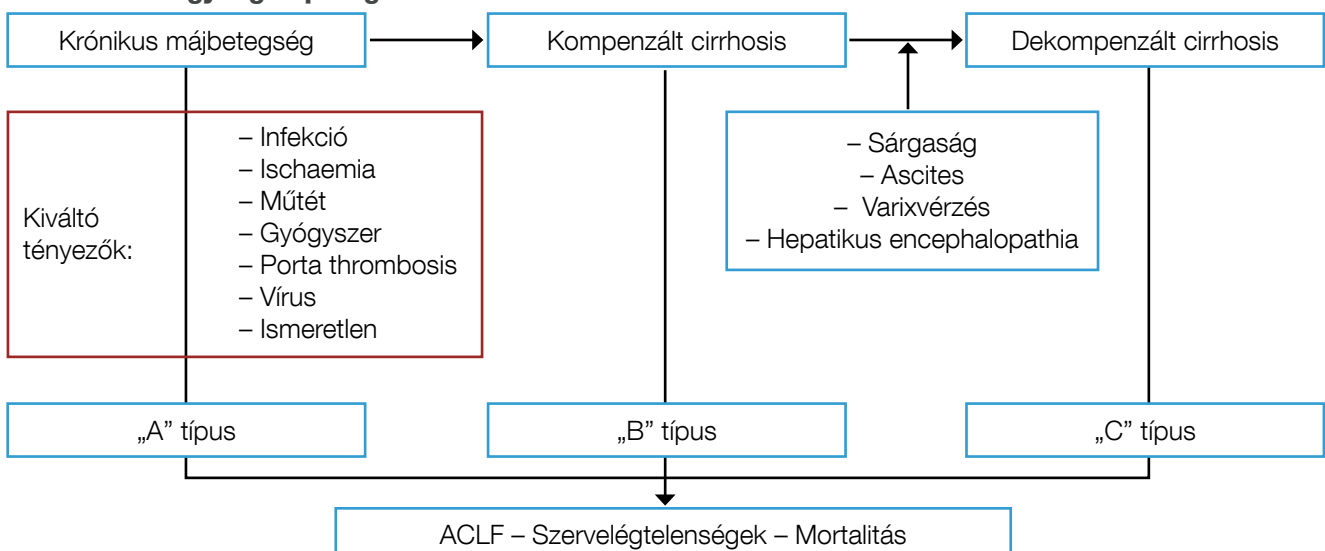 Krónikus májbetegség
Kompenzált cirrhosis
Dekompenzált cirrhosis
Kiváltó
tényezők:
– Infekció
– Ischaemia
– Műtét
– Gyógyszer
– Porta thrombosis
– Vírus
– Ismeretlen
– Sárgaság
– Ascites
– Varixvérzés
– Hepatikus encephalopathia
„A” típus
„B” típus
„C” típus
ACLF – Szervelégtelenségek – Mortalitás